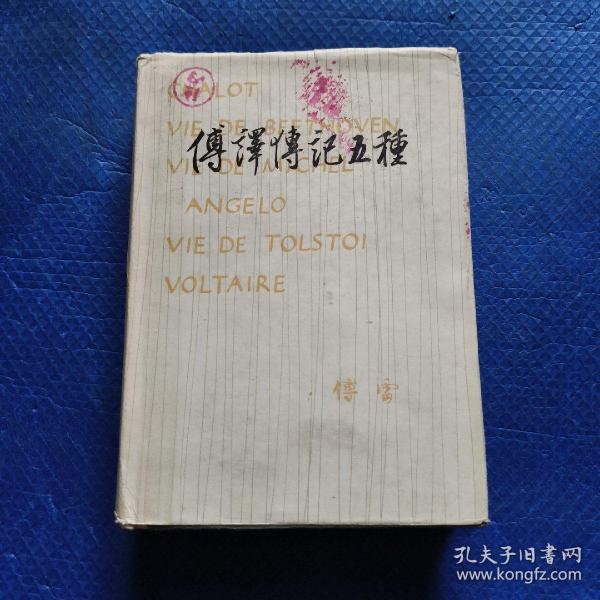 CHALOT
VIE DE BEETHOVEN
傅譯傳記五種
VIE DE MICHEL
ANGELO
VIE DE TOLSTOI
VOLTAIRE
傅雷
孔夫子旧书网
www.kongfz.com